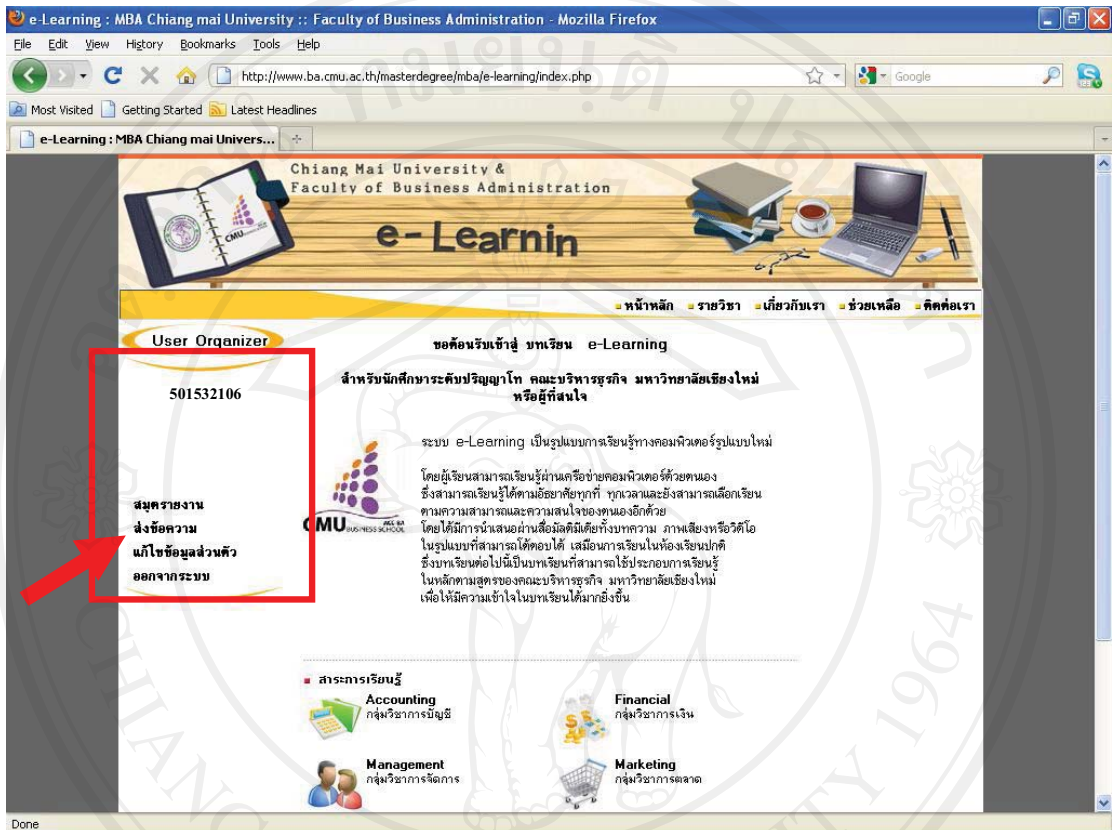 e-Learning : MBA Chiang mai University :: Faculty of Business Administration - Mozilla Firefox
File Edit View History Bookmarks Tools Help
http://www.ba.cmu.ac.th/masterdegree/mba/e-learning/index.php
Google
Most Visited Getting Started Latest Headlines
e-Learning : MBA Chiang mai Univers...
Chiang Mai University &
Faculty of Business Administration
e-Learnin
CMU
หน้าหลัก รายวิชา เกี่ยวกับเรา ช่วยเหลือ ติดต่อเรา
User Organizer
501532106
สมุดรายงาน
ส่งข้อความ
แก้ไขข้อมูลส่วนตัว
ออกจากระบบ
ขอต้อนรับเข้าสู่ บทเรียน e-Learning
สำหรับนักศึกษาระดับปริญญาโท คณะบริหารธุรกิจ มหาวิทยาลัยเชียงใหม่
หรือผู้ที่สนใจ
CMU BUSINESS SCHOOL
ระบบ e-Learning เป็นรูปแบบการเรียนรู้ทางคอมพิวเตอร์รูปแบบใหม่
โดยผู้เรียนสามารถเรียนรู้ผ่านเครือข่ายคอมพิวเตอร์ด้วยตนเอง
ซึ่งสามารถเรียนรู้ได้ตามอัธยาศัยทุกที่ ทุกเวลาและยังสามารถเลือกเรียน
ตามความสามารถและความสนใจของตนเองอีกด้วย
โดยได้มีการนำเสนอผ่านสื่อมัลติมีเดียทั้งบทความ ภาพเสียงหรือวิดีโอ
ในรูปแบบที่สามารถโต้ตอบได้ เสมือนการเรียนในห้องเรียนปกติ
ซึ่งบทเรียนต่อไปนี้เป็นบทเรียนที่สามารถใช้ประกอบการเรียนรู้
ในหลักตามสูตรของคณะบริหารธุรกิจ มหาวิทยาลัยเชียงใหม่
เพื่อให้มีความเข้าใจในบทเรียนได้มากยิ่งขึ้น
สาระการเรียนรู้
Accounting
กลุ่มวิชาการบัญชี
Financial
กลุ่มวิชาการเงิน
Management
กลุ่มวิชาการจัดการ
Marketing
กลุ่มวิชาการตลาด
Done